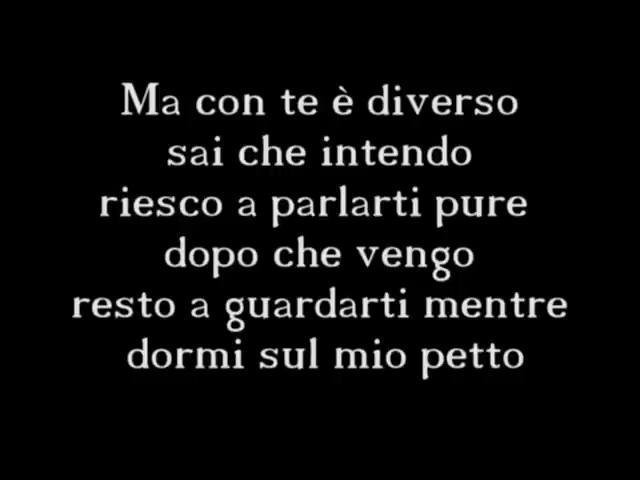 Ma con te è diverso
sai che intendo
riesco a parlarti pure
dopo che vengo
resto a guardarti mentre
dormi sul mio petto